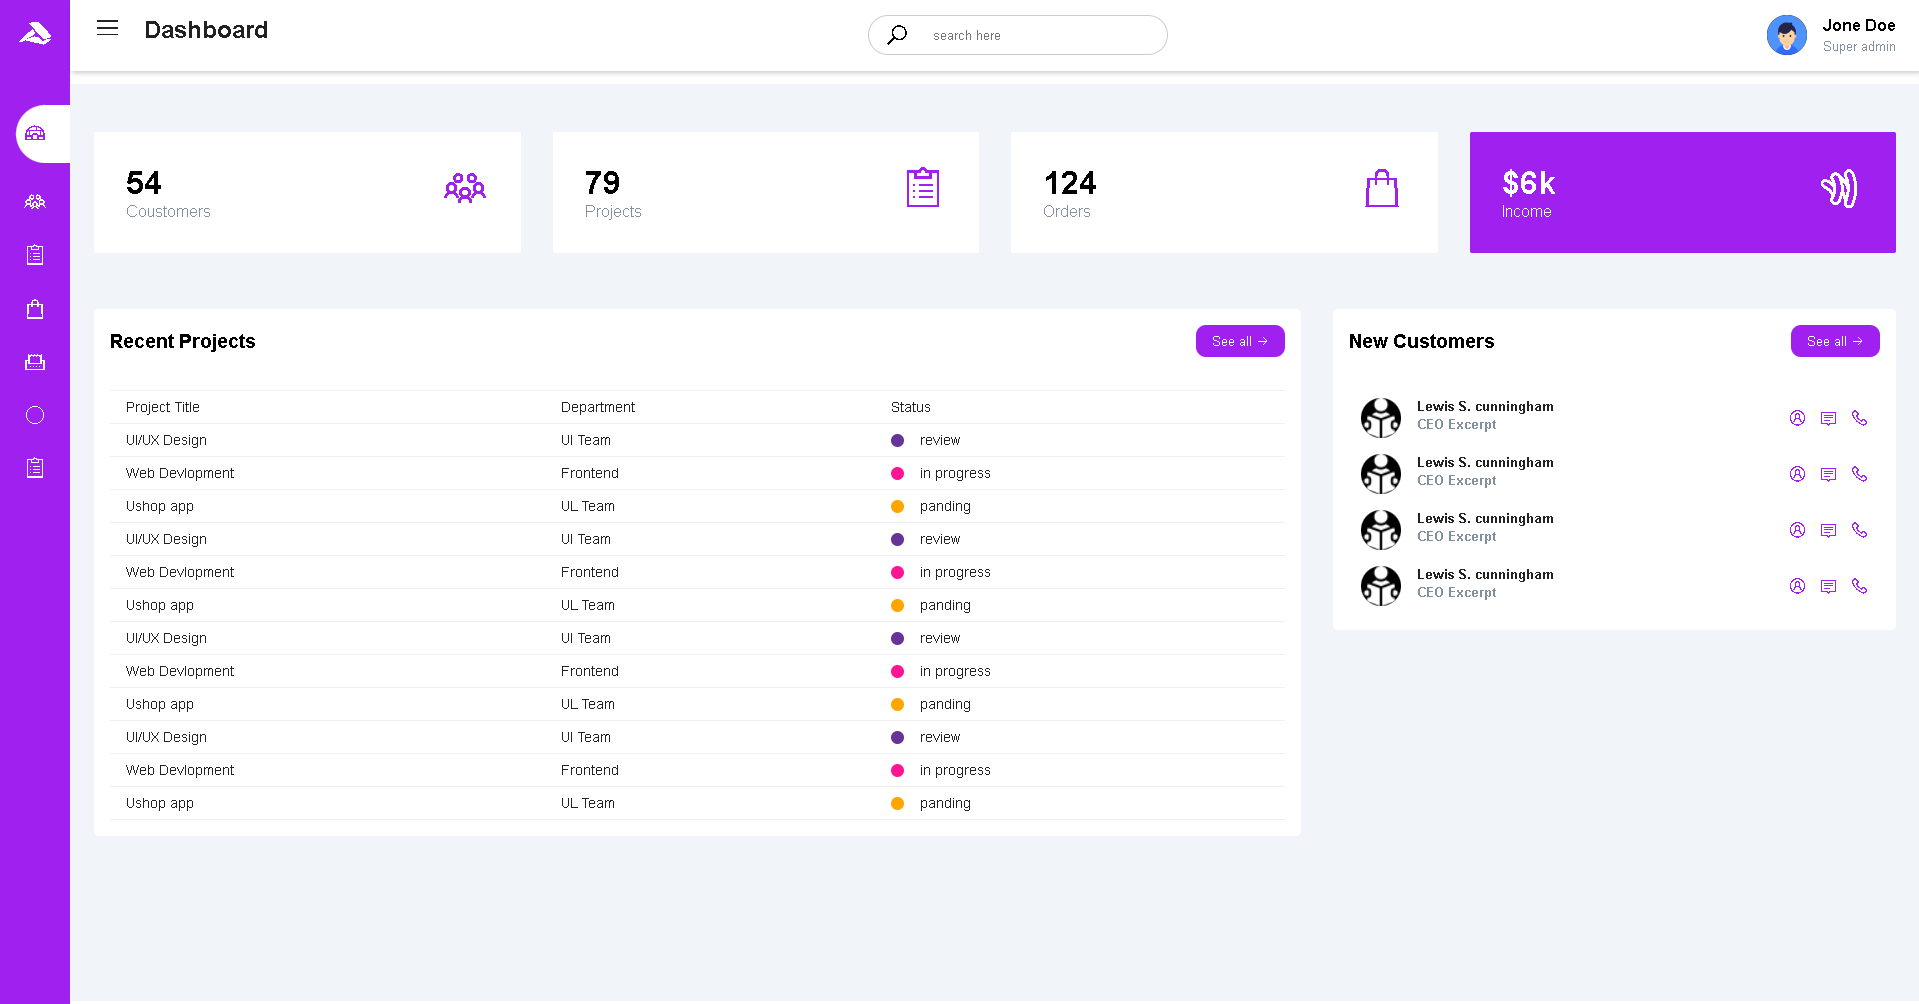 Dashboard
search here
Jone Doe
Super admin
54
Coustomers
79
Projects
124
Orders
$6k
Income
Recent Projects
See all →
Project Title Department Status
UI/UX Design UI Team review
Web Devlopment Frontend in progress
Ushop app UL Team panding
UI/UX Design UI Team review
Web Devlopment Frontend in progress
Ushop app UL Team panding
UI/UX Design UI Team review
Web Devlopment Frontend in progress
Ushop app UL Team panding
UI/UX Design UI Team review
Web Devlopment Frontend in progress
Ushop app UL Team panding
New Customers
See all →
Lewis S. cunningham
CEO Excerpt
Lewis S. cunningham
CEO Excerpt
Lewis S. cunningham
CEO Excerpt
Lewis S. cunningham
CEO Excerpt